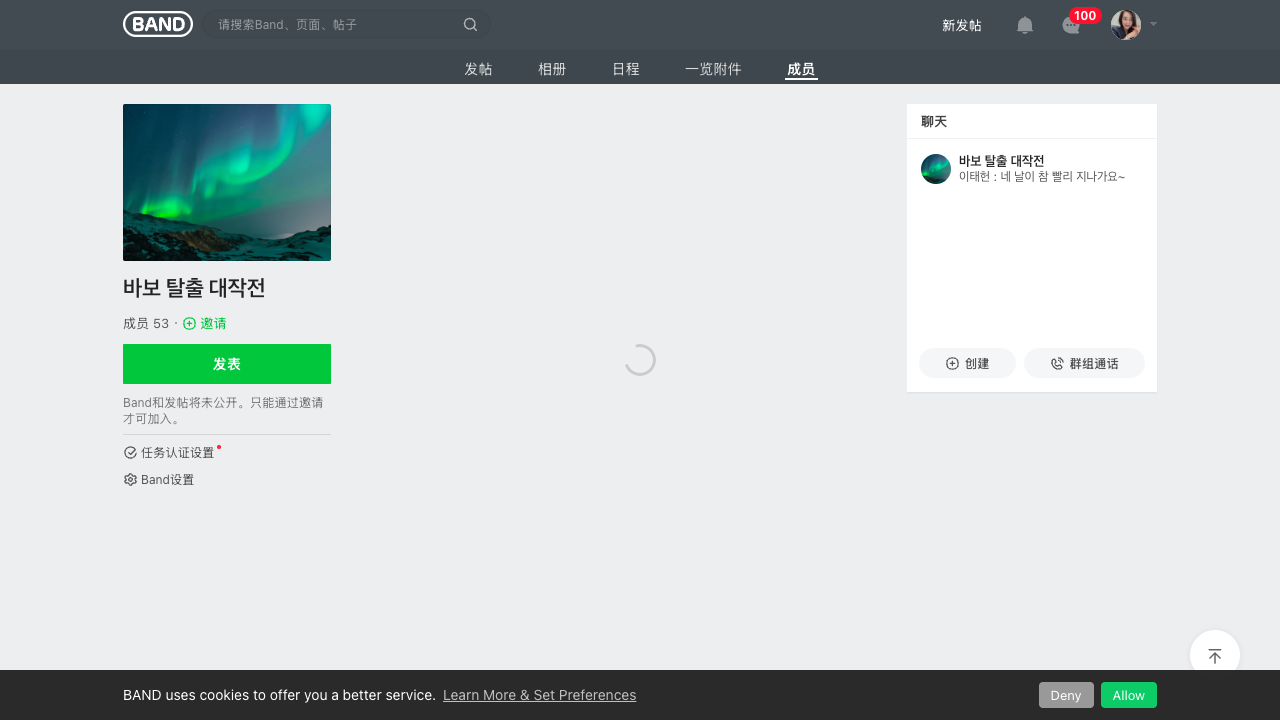 BAND
请搜索Band、页面、帖子
新发帖
100
发帖
相册
日程
一览附件
成员
바보 탈출 대작전
成员 53 · 邀请
发表
Band和发帖将未公开。只能通过邀请
才可加入。
任务认证设置
Band设置
聊天
바보 탈출 대작전
이태헌 : 네 날이 참 빨리 지나가요~
创建
群组通话
BAND uses cookies to offer you a better service. Learn More & Set Preferences
Deny
Allow